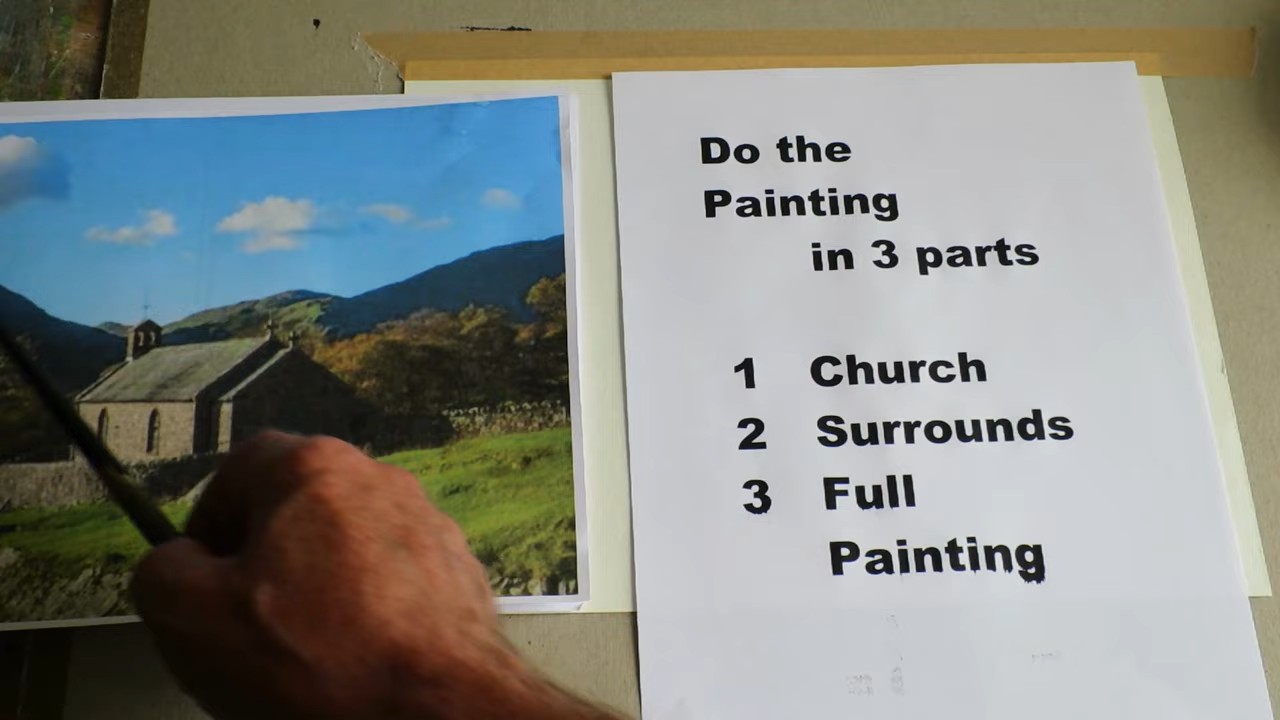 Do the
Painting
in 3 parts
1 Church
2 Surrounds
3 Full
Painting